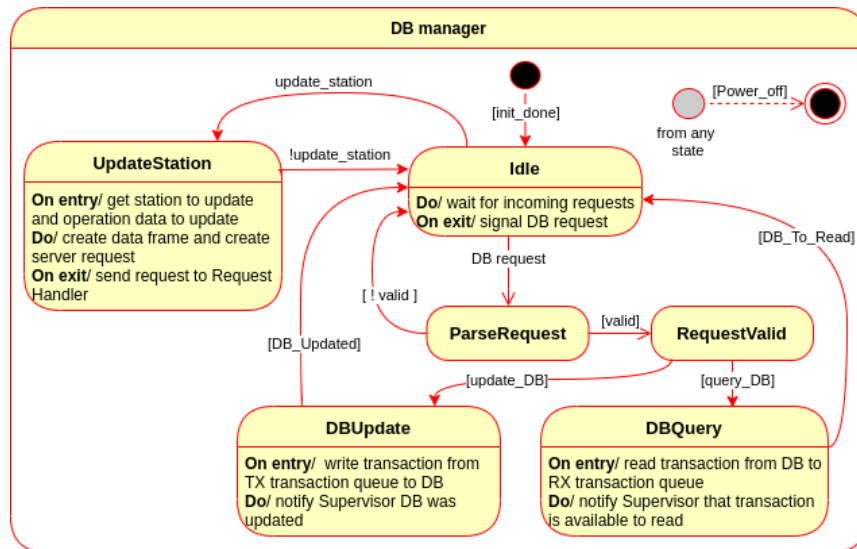 DB manager
update_station
[init_done]
[Power_off]
from any
state
UpdateStation
On entry/ get station to update
and operation data to update
Do/ create data frame and create
server request
On exit/ send request to Request
Handler
!update_station
Idle
Do/ wait for incoming requests
On exit/ signal DB request
[DB_To_Read]
DB request
[ ! valid ]
ParseRequest
[valid]
RequestValid
[DB_Updated]
[update_DB]
[query_DB]
DBUpdate
On entry/ write transaction from
TX transaction queue to DB
Do/ notify Supervisor DB was
updated
DBQuery
On entry/ read transaction from DB to
RX transaction queue
Do/ notify Supervisor that transaction
is available to read